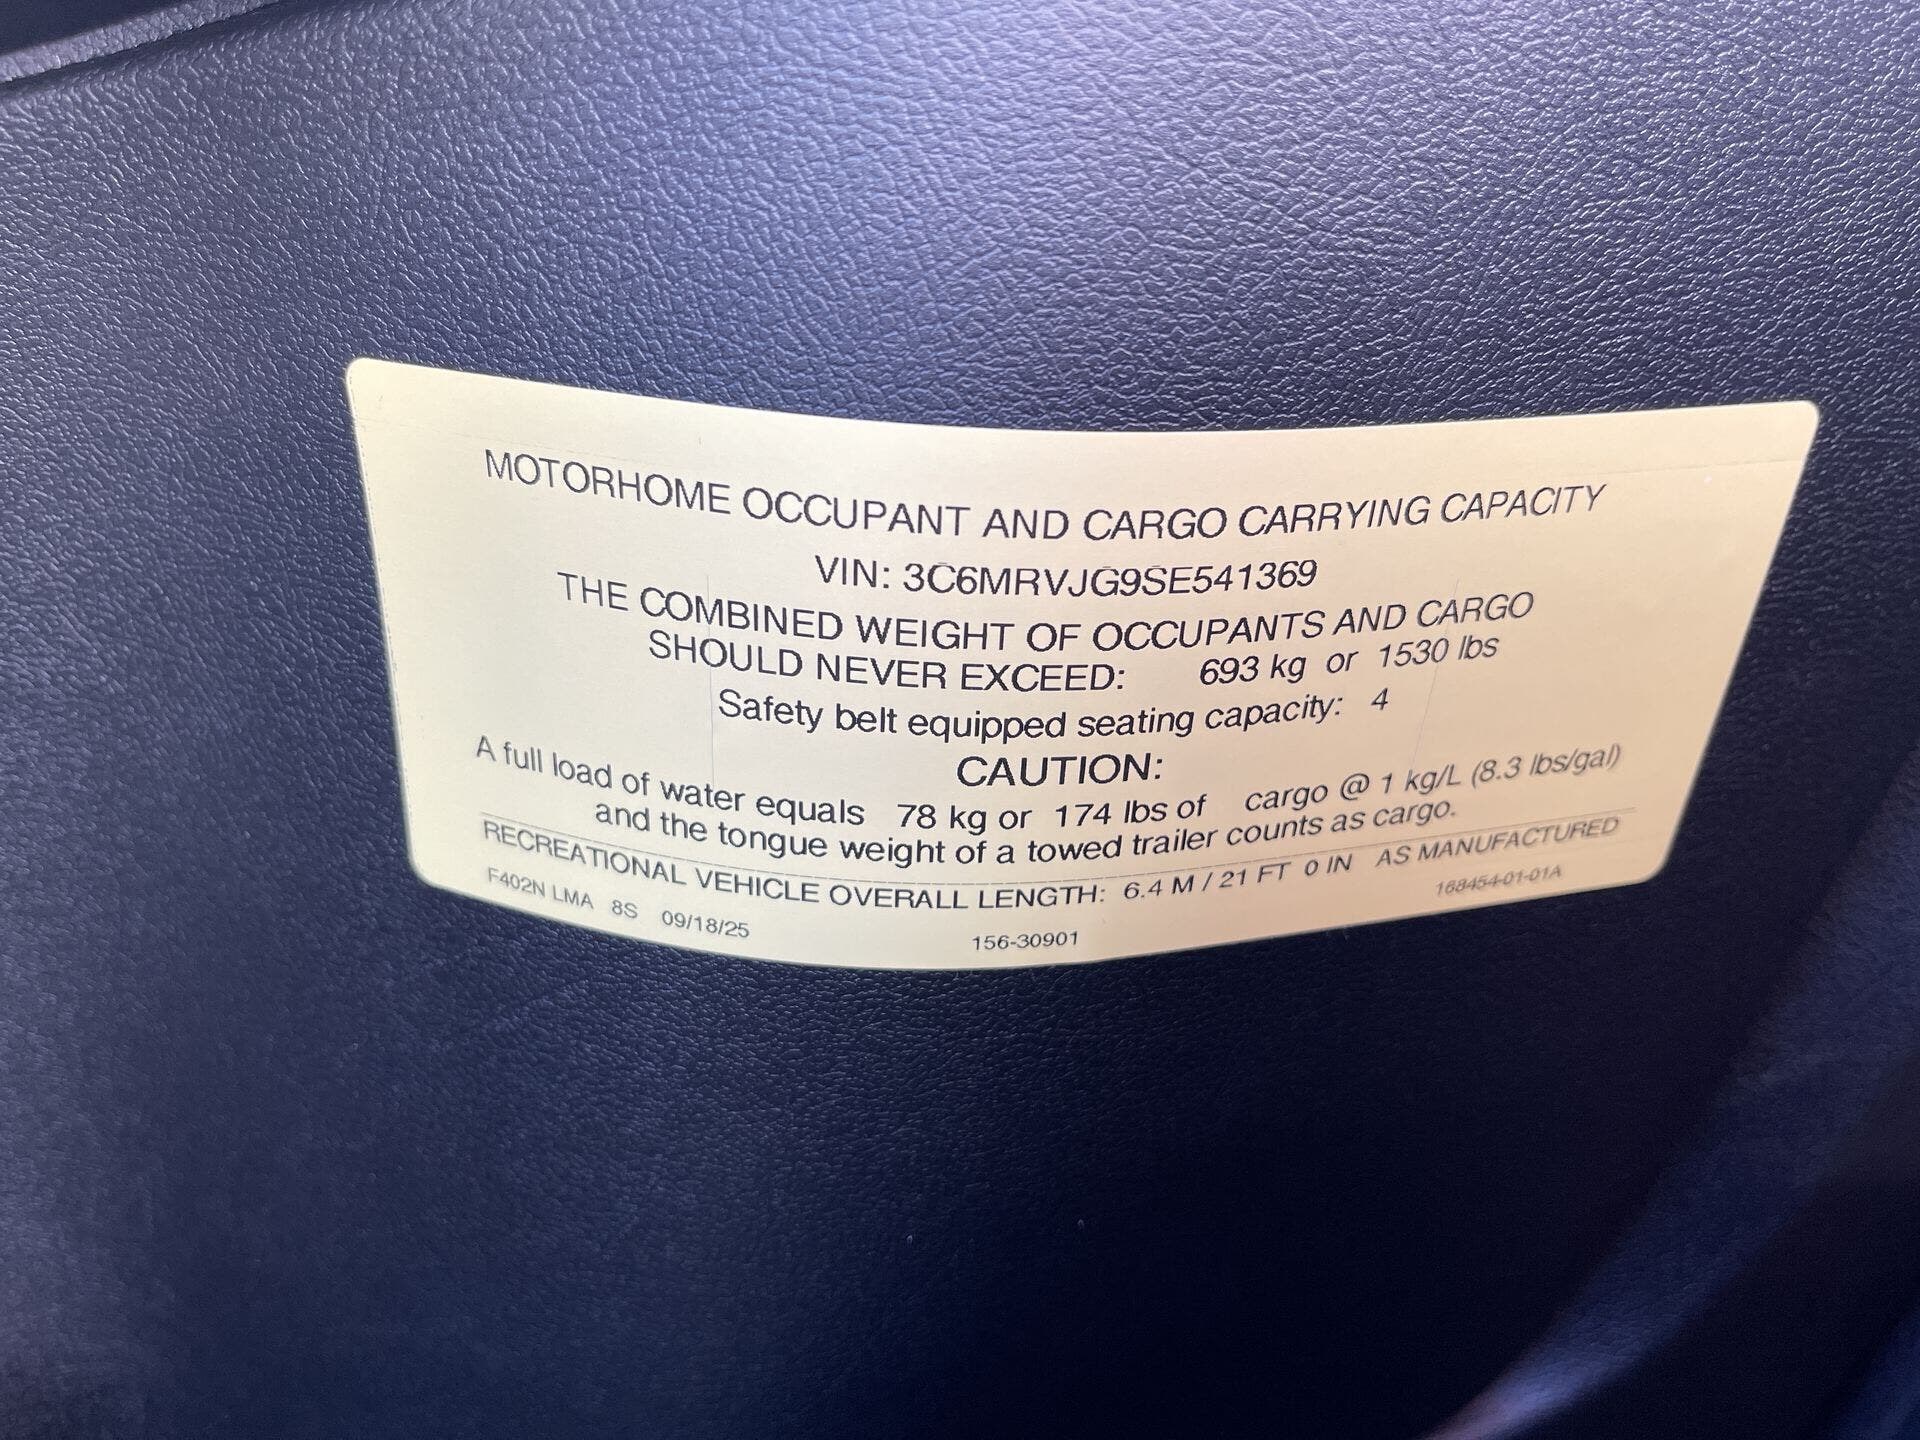 MOTORHOME OCCUPANT AND CARGO CARRYING CAPACITY
VIN: 3C6MRVJG9SE541369
THE COMBINED WEIGHT OF OCCUPANTS AND CARGO
SHOULD NEVER EXCEED: 693 kg or 1530 lbs
Safety belt equipped seating capacity: 4
CAUTION:
A full load of water equals 78 kg or 174 lbs of cargo @ 1 kg/L (8.3 lbs/gal)
and the tongue weight of a towed trailer counts as cargo.
RECREATIONAL VEHICLE OVERALL LENGTH: 6.4 M / 21 FT 0 IN AS MANUFACTURED
F402N LMA 8S 09/18/25 156-30901 168454-01-01A